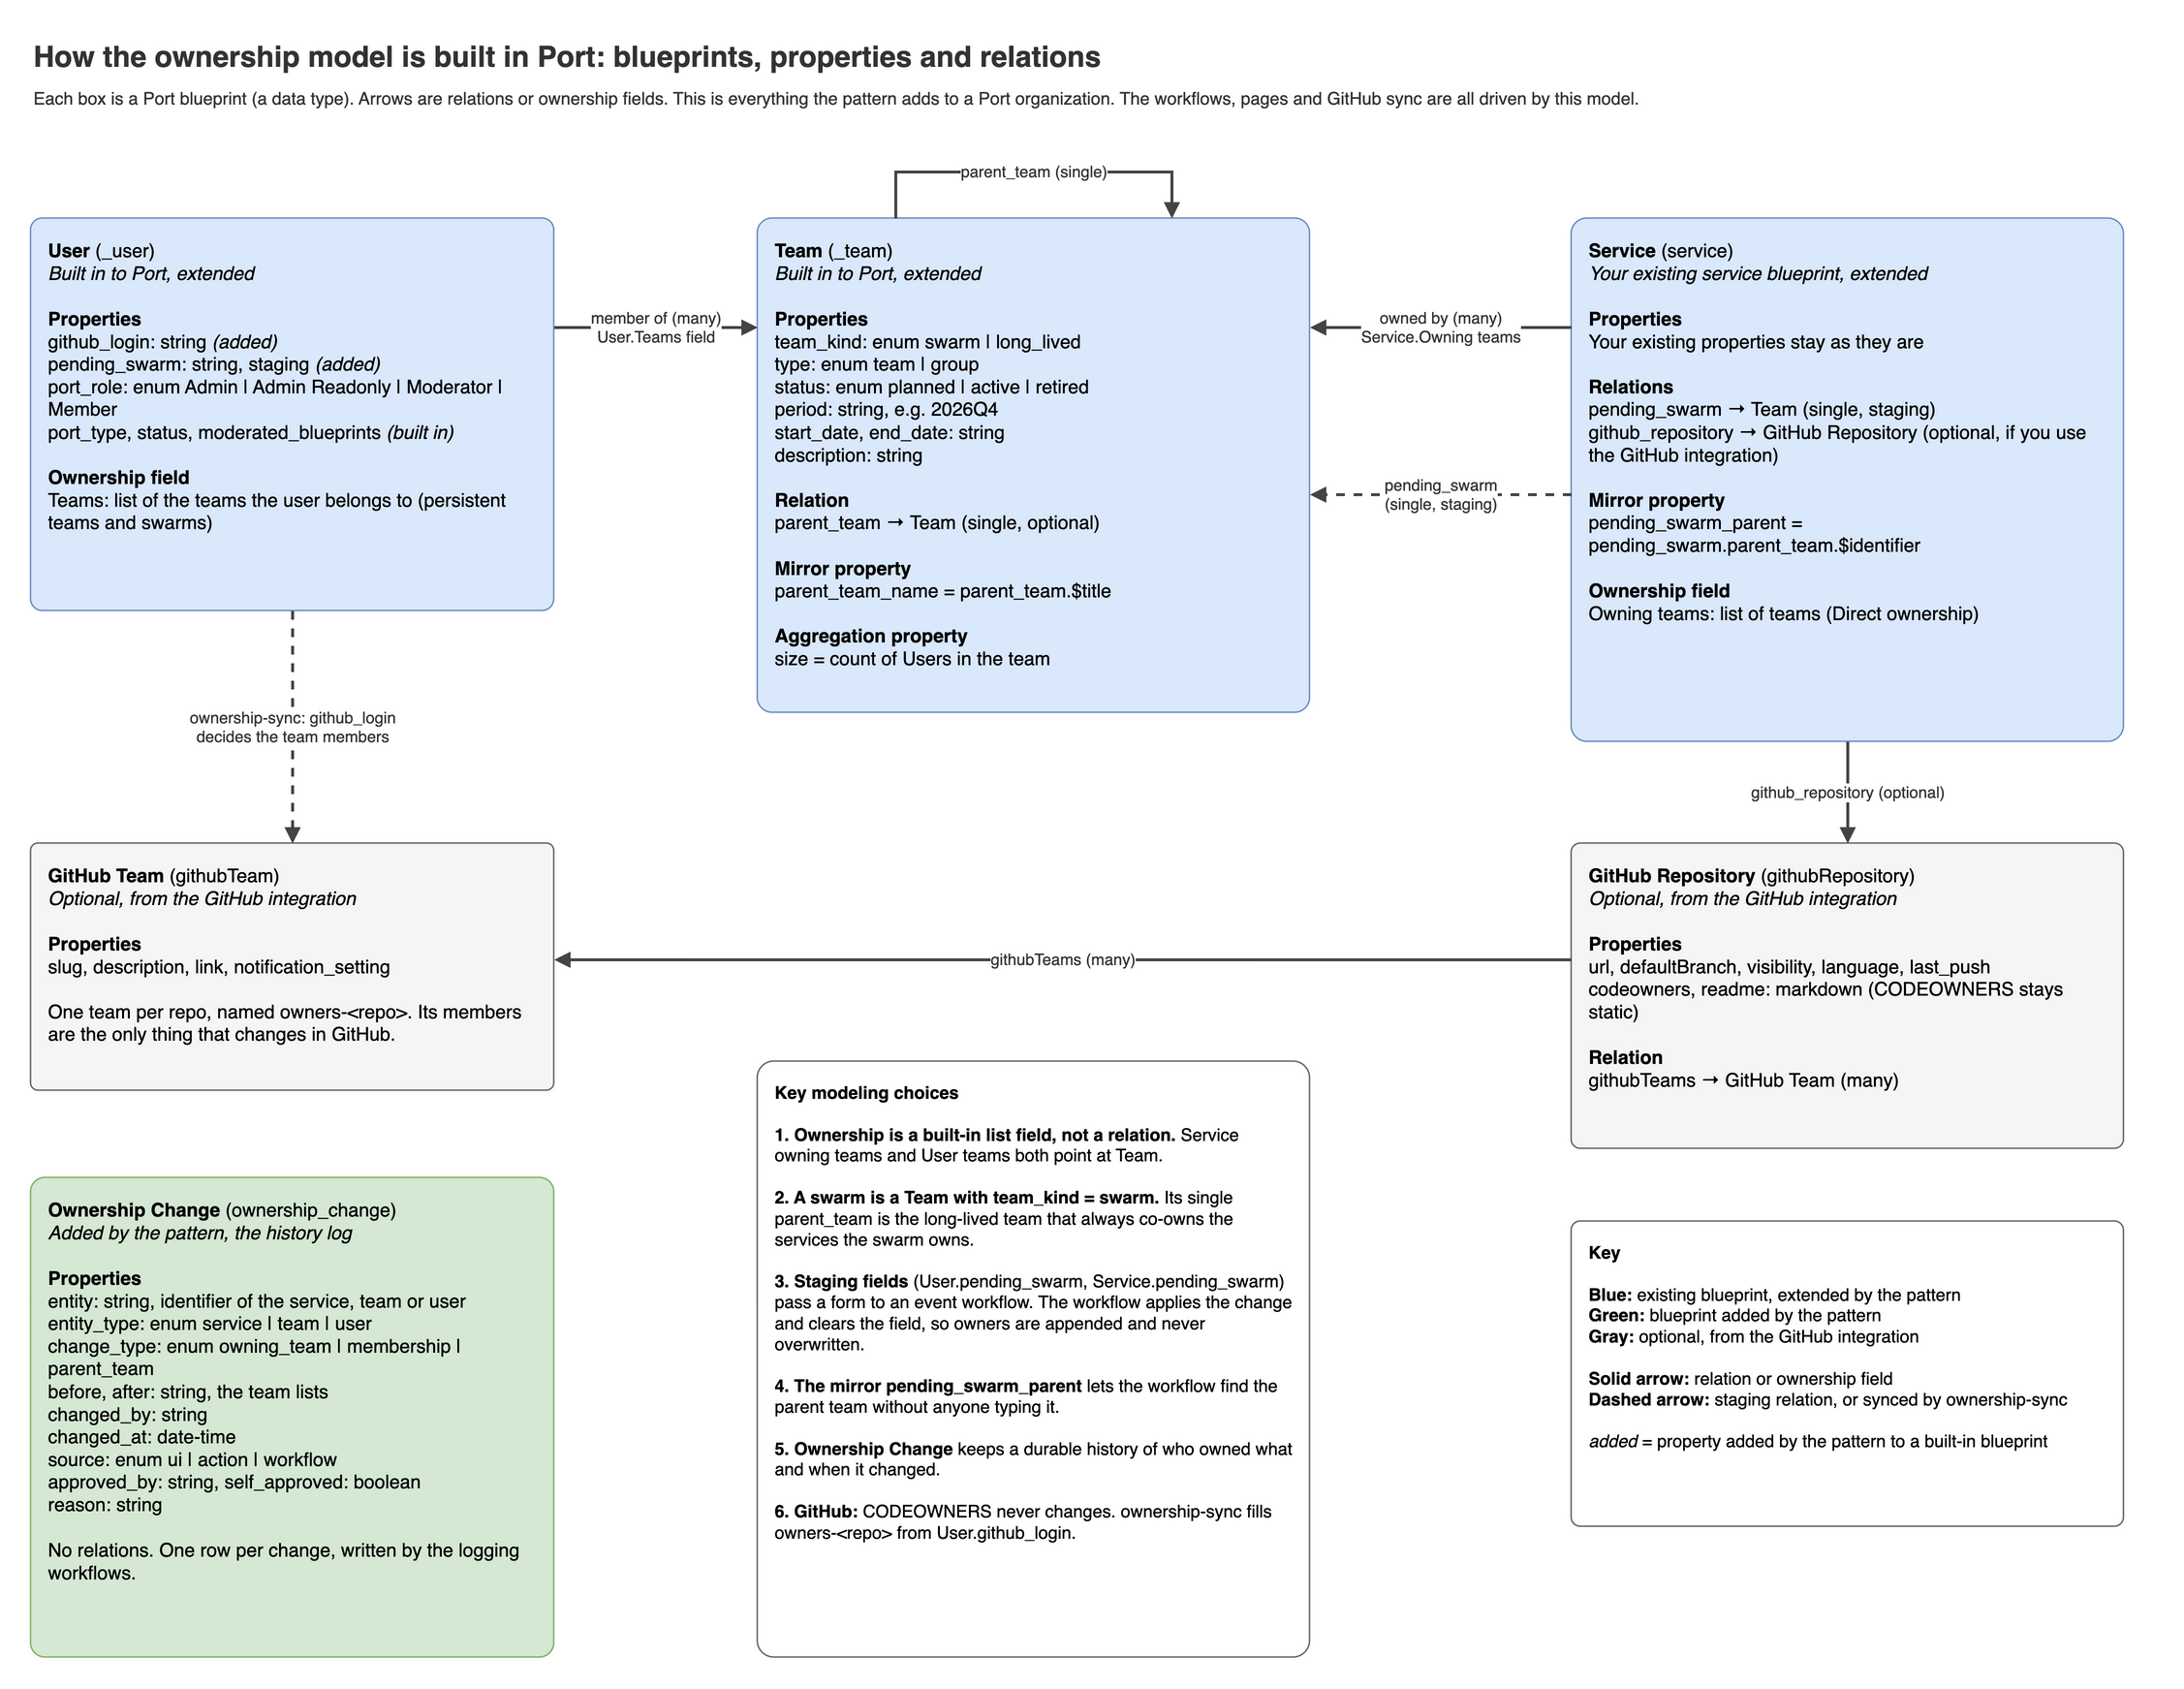 How the ownership model is built in Port: blueprints, properties and relations
Each box is a Port blueprint (a data type). Arrows are relations or ownership fields. This is everything the pattern adds to a Port organization. The workflows, pages and GitHub sync are all driven by this model.
parent_team (single)
User (_user)
Built in to Port, extended
Properties
github_login: string (added)
pending_swarm: string, staging (added)
port_role: enum Admin | Admin Readonly | Moderator |
Member
port_type, status, moderated_blueprints (built in)
Ownership field
Teams: list of the teams the user belongs to (persistent
teams and swarms)
member of (many)
User.Teams field
Team (_team)
Built in to Port, extended
Properties
team_kind: enum swarm | long_lived
type: enum team | group
status: enum planned | active | retired
period: string, e.g. 2026Q4
start_date, end_date: string
description: string
Relation
parent_team → Team (single, optional)
Mirror property
parent_team_name = parent_team.$title
Aggregation property
size = count of Users in the team
owned by (many)
Service.Owning teams
pending_swarm
(single, staging)
Service (service)
Your existing service blueprint, extended
Properties
Your existing properties stay as they are
Relations
pending_swarm → Team (single, staging)
github_repository → GitHub Repository (optional, if you use
the GitHub integration)
Mirror property
pending_swarm_parent =
pending_swarm.parent_team.$identifier
Ownership field
Owning teams: list of teams (Direct ownership)
ownership-sync: github_login
decides the team members
github_repository (optional)
GitHub Team (githubTeam)
Optional, from the GitHub integration
Properties
slug, description, link, notification_setting
One team per repo, named owners-<repo>. Its members
are the only thing that changes in GitHub.
githubTeams (many)
GitHub Repository (githubRepository)
Optional, from the GitHub integration
Properties
url, defaultBranch, visibility, language, last_push
codeowners, readme: markdown (CODEOWNERS stays
static)
Relation
githubTeams → GitHub Team (many)
Ownership Change (ownership_change)
Added by the pattern, the history log
Properties
entity: string, identifier of the service, team or user
entity_type: enum service | team | user
change_type: enum owning_team | membership |
parent_team
before, after: string, the team lists
changed_by: string
changed_at: date-time
source: enum ui | action | workflow
approved_by: string, self_approved: boolean
reason: string
No relations. One row per change, written by the logging
workflows.
Key modeling choices
1. Ownership is a built-in list field, not a relation. Service
owning teams and User teams both point at Team.
2. A swarm is a Team with team_kind = swarm. Its single
parent_team is the long-lived team that always co-owns the
services the swarm owns.
3. Staging fields (User.pending_swarm, Service.pending_swarm)
pass a form to an event workflow. The workflow applies the change
and clears the field, so owners are appended and never
overwritten.
4. The mirror pending_swarm_parent lets the workflow find the
parent team without anyone typing it.
5. Ownership Change keeps a durable history of who owned what
and when it changed.
6. GitHub: CODEOWNERS never changes. ownership-sync fills
owners-<repo> from User.github_login.
Key
Blue: existing blueprint, extended by the pattern
Green: blueprint added by the pattern
Gray: optional, from the GitHub integration
Solid arrow: relation or ownership field
Dashed arrow: staging relation, or synced by ownership-sync
added = property added by the pattern to a built-in blueprint